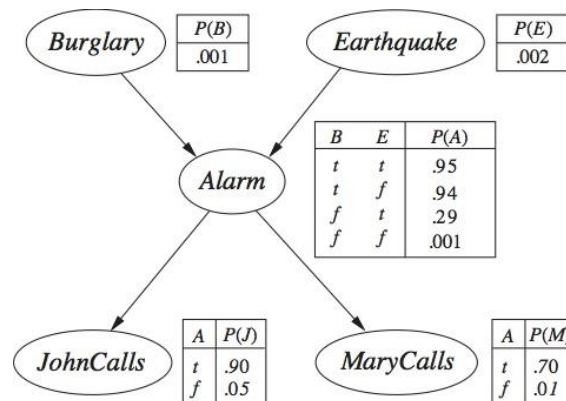 Burglary
P(B)
.001
Earthquake
P(E)
.002
Alarm
B E P(A)
t t .95
t f .94
f t .29
f f .001
JohnCalls
A P(J)
t .90
f .05
MaryCalls
A P(M)
t .70
f .01